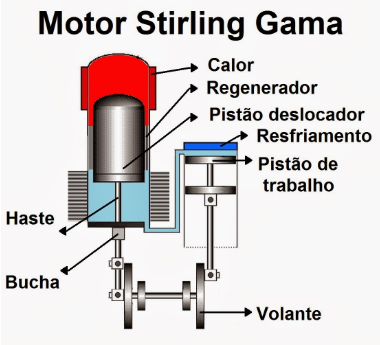 Motor Stirling Gama
Calor
Regenerador
Pistão deslocador
Resfriamento
Pistão de
trabalho
Haste
Bucha
Volante